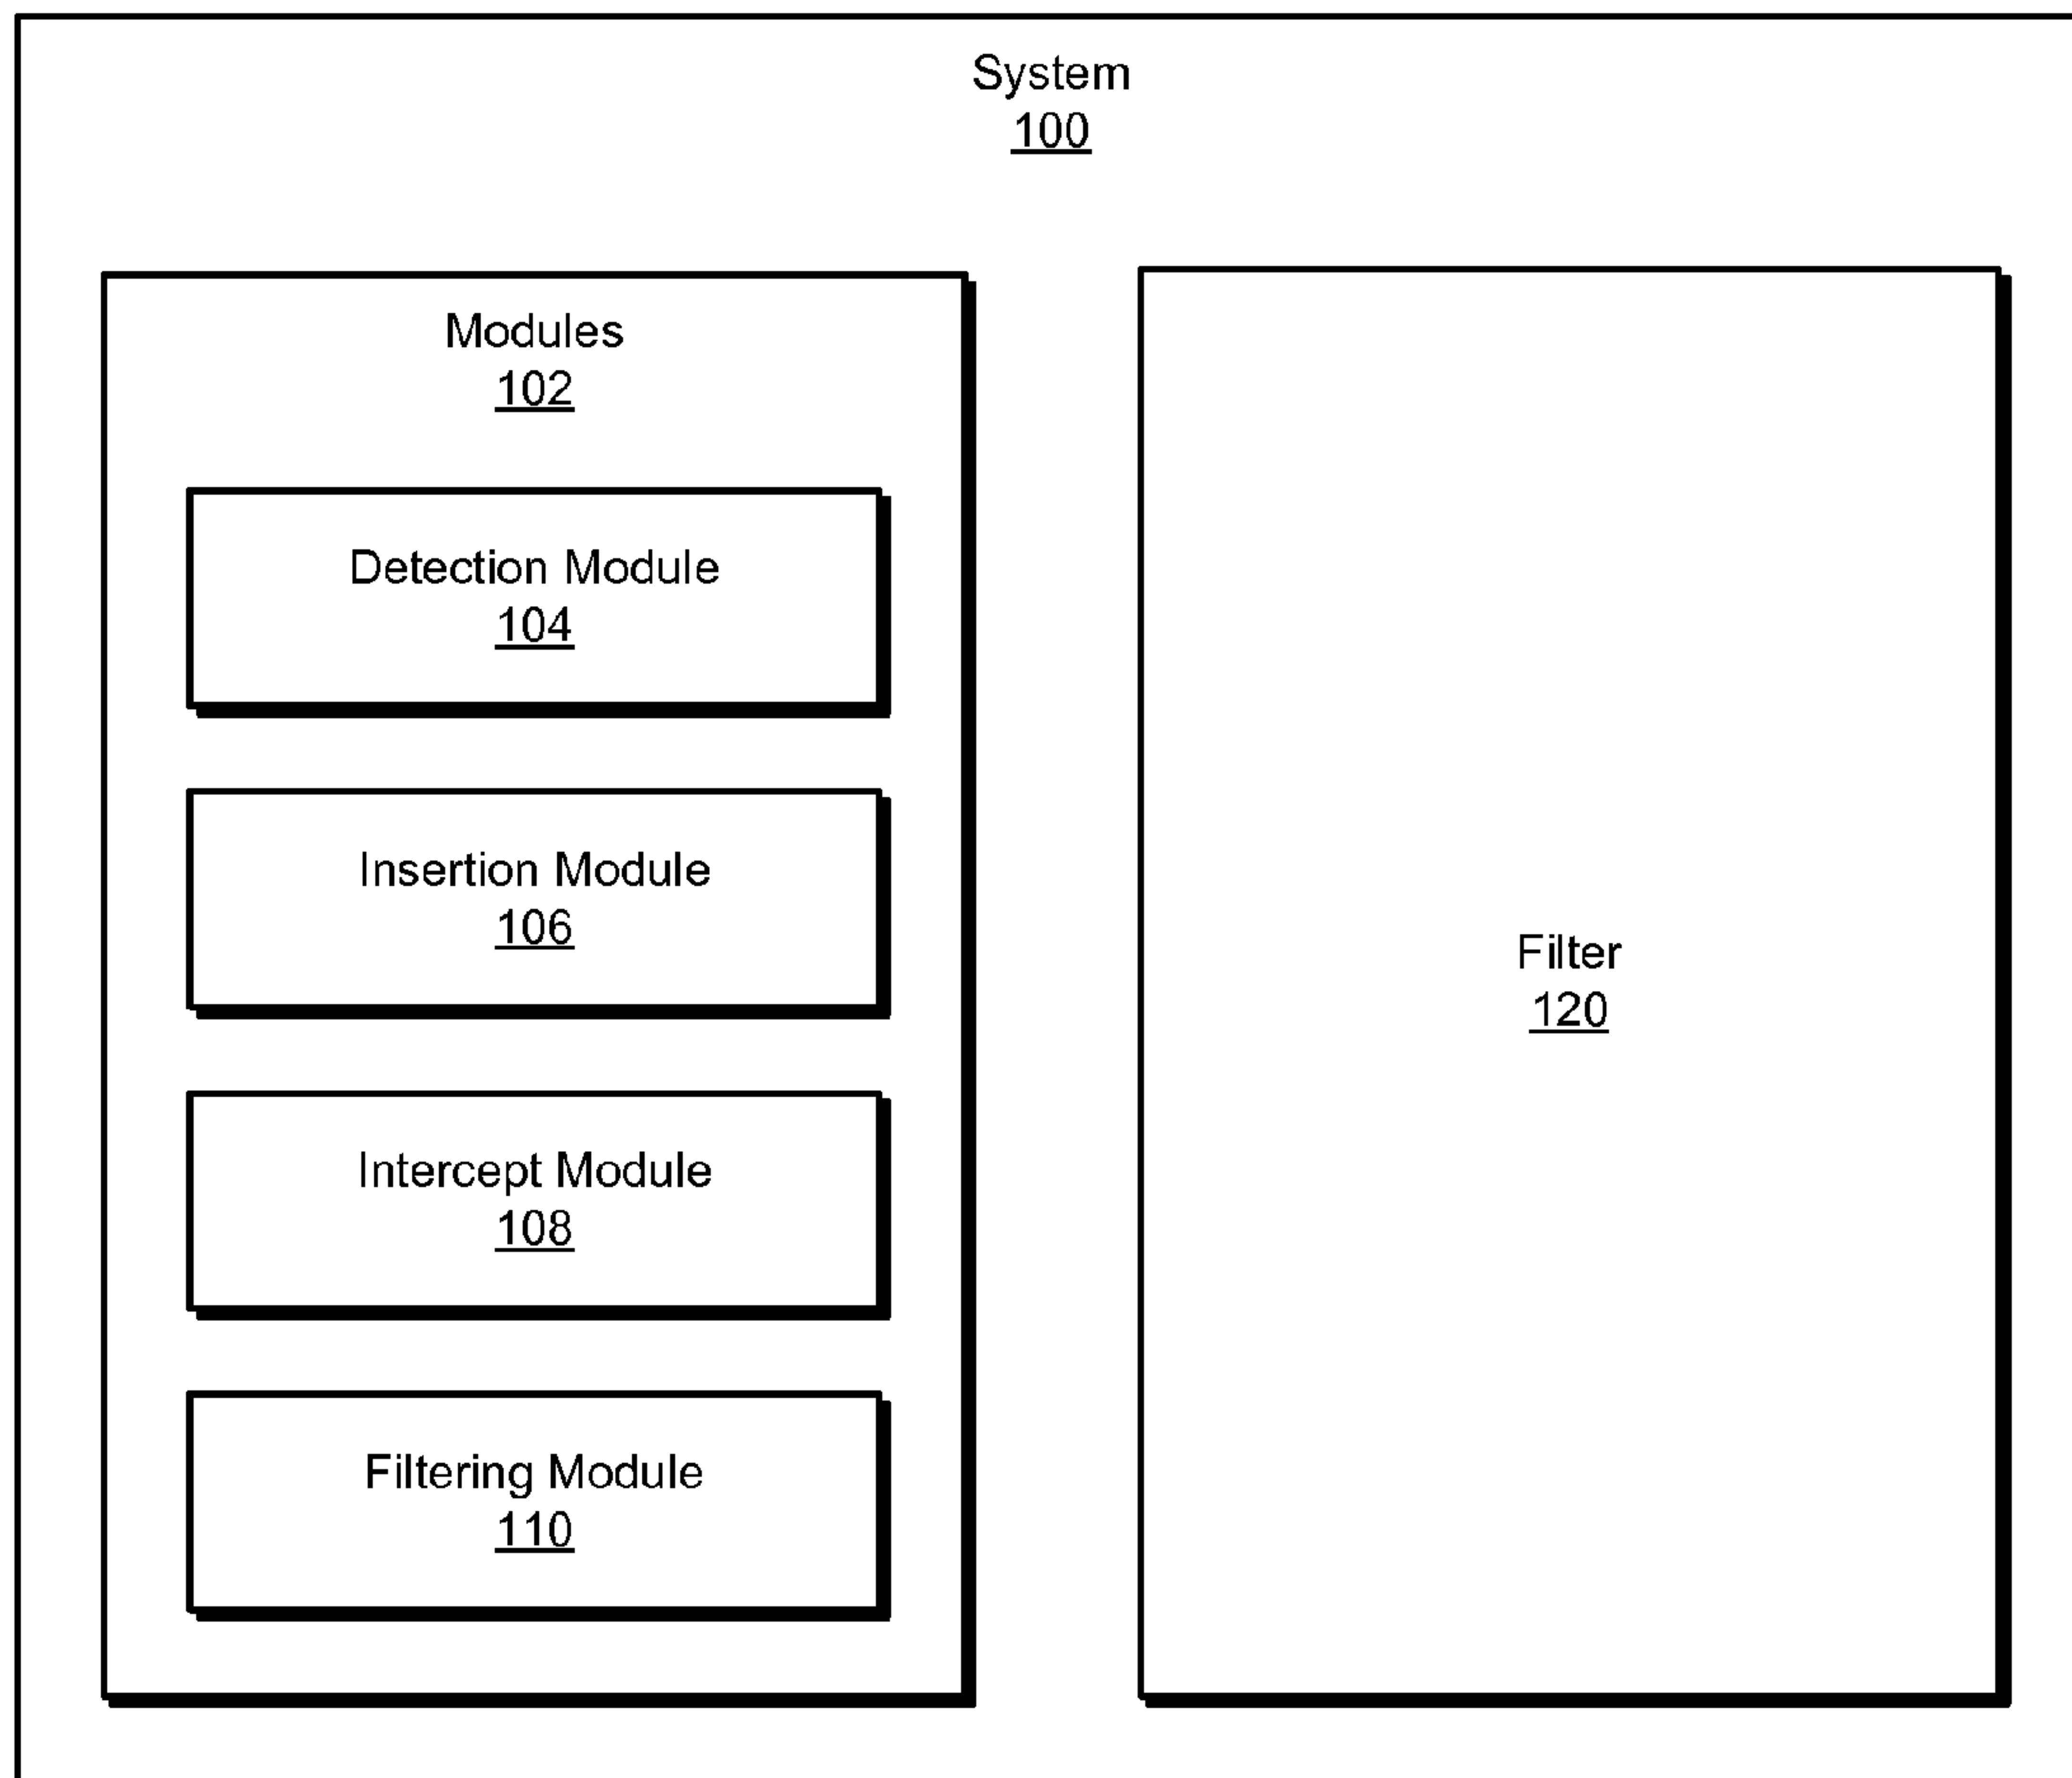 System
100
Modules
102
Detection Module
104
Insertion Module
106
Intercept Module
108
Filtering Module
110
Filter
120